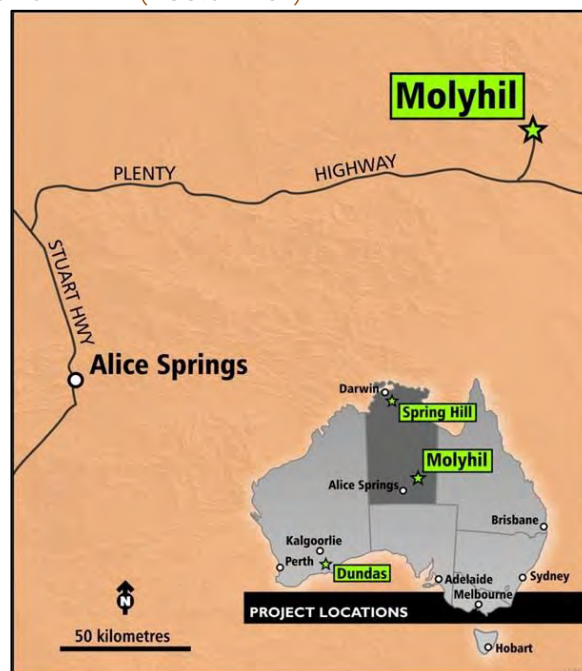 Molyhil
PLENTY HIGHWAY
STUART HWY
Alice Springs
Darwin
Spring Hill
Molyhil
Alice Springs
Brisbane
Kalgoorlie
Perth
Dundas
Adelaide
Sydney
Melbourne
PROJECT LOCATIONS
N
50 kilometres
Hobart